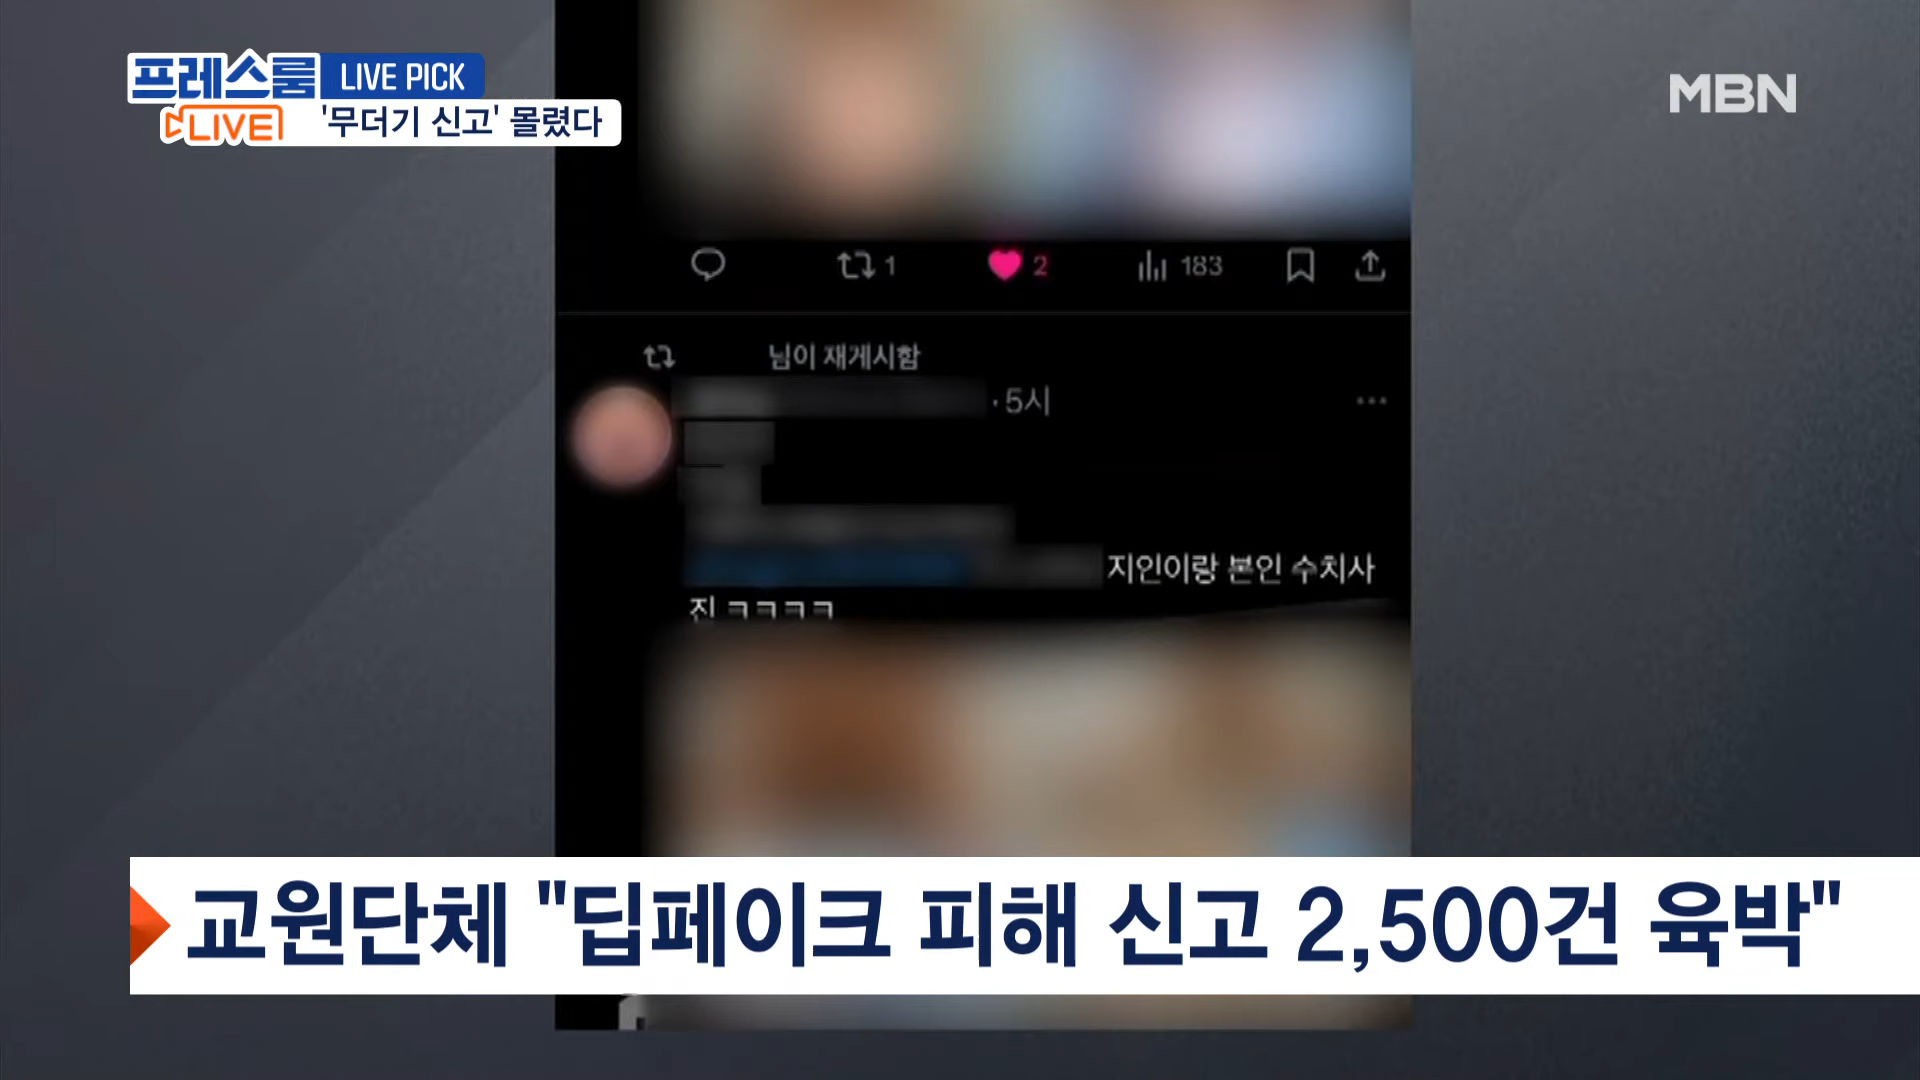 프레스룸 LIVE PICK
LIVE '무더기 신고' 몰렸다
MBN
1 2 183
님이 재게시함
· 5시
지인이랑 본인 수치사
진 ㅋㅋㅋㅋ
교원단체 "딥페이크 피해 신고 2,500건 육박"